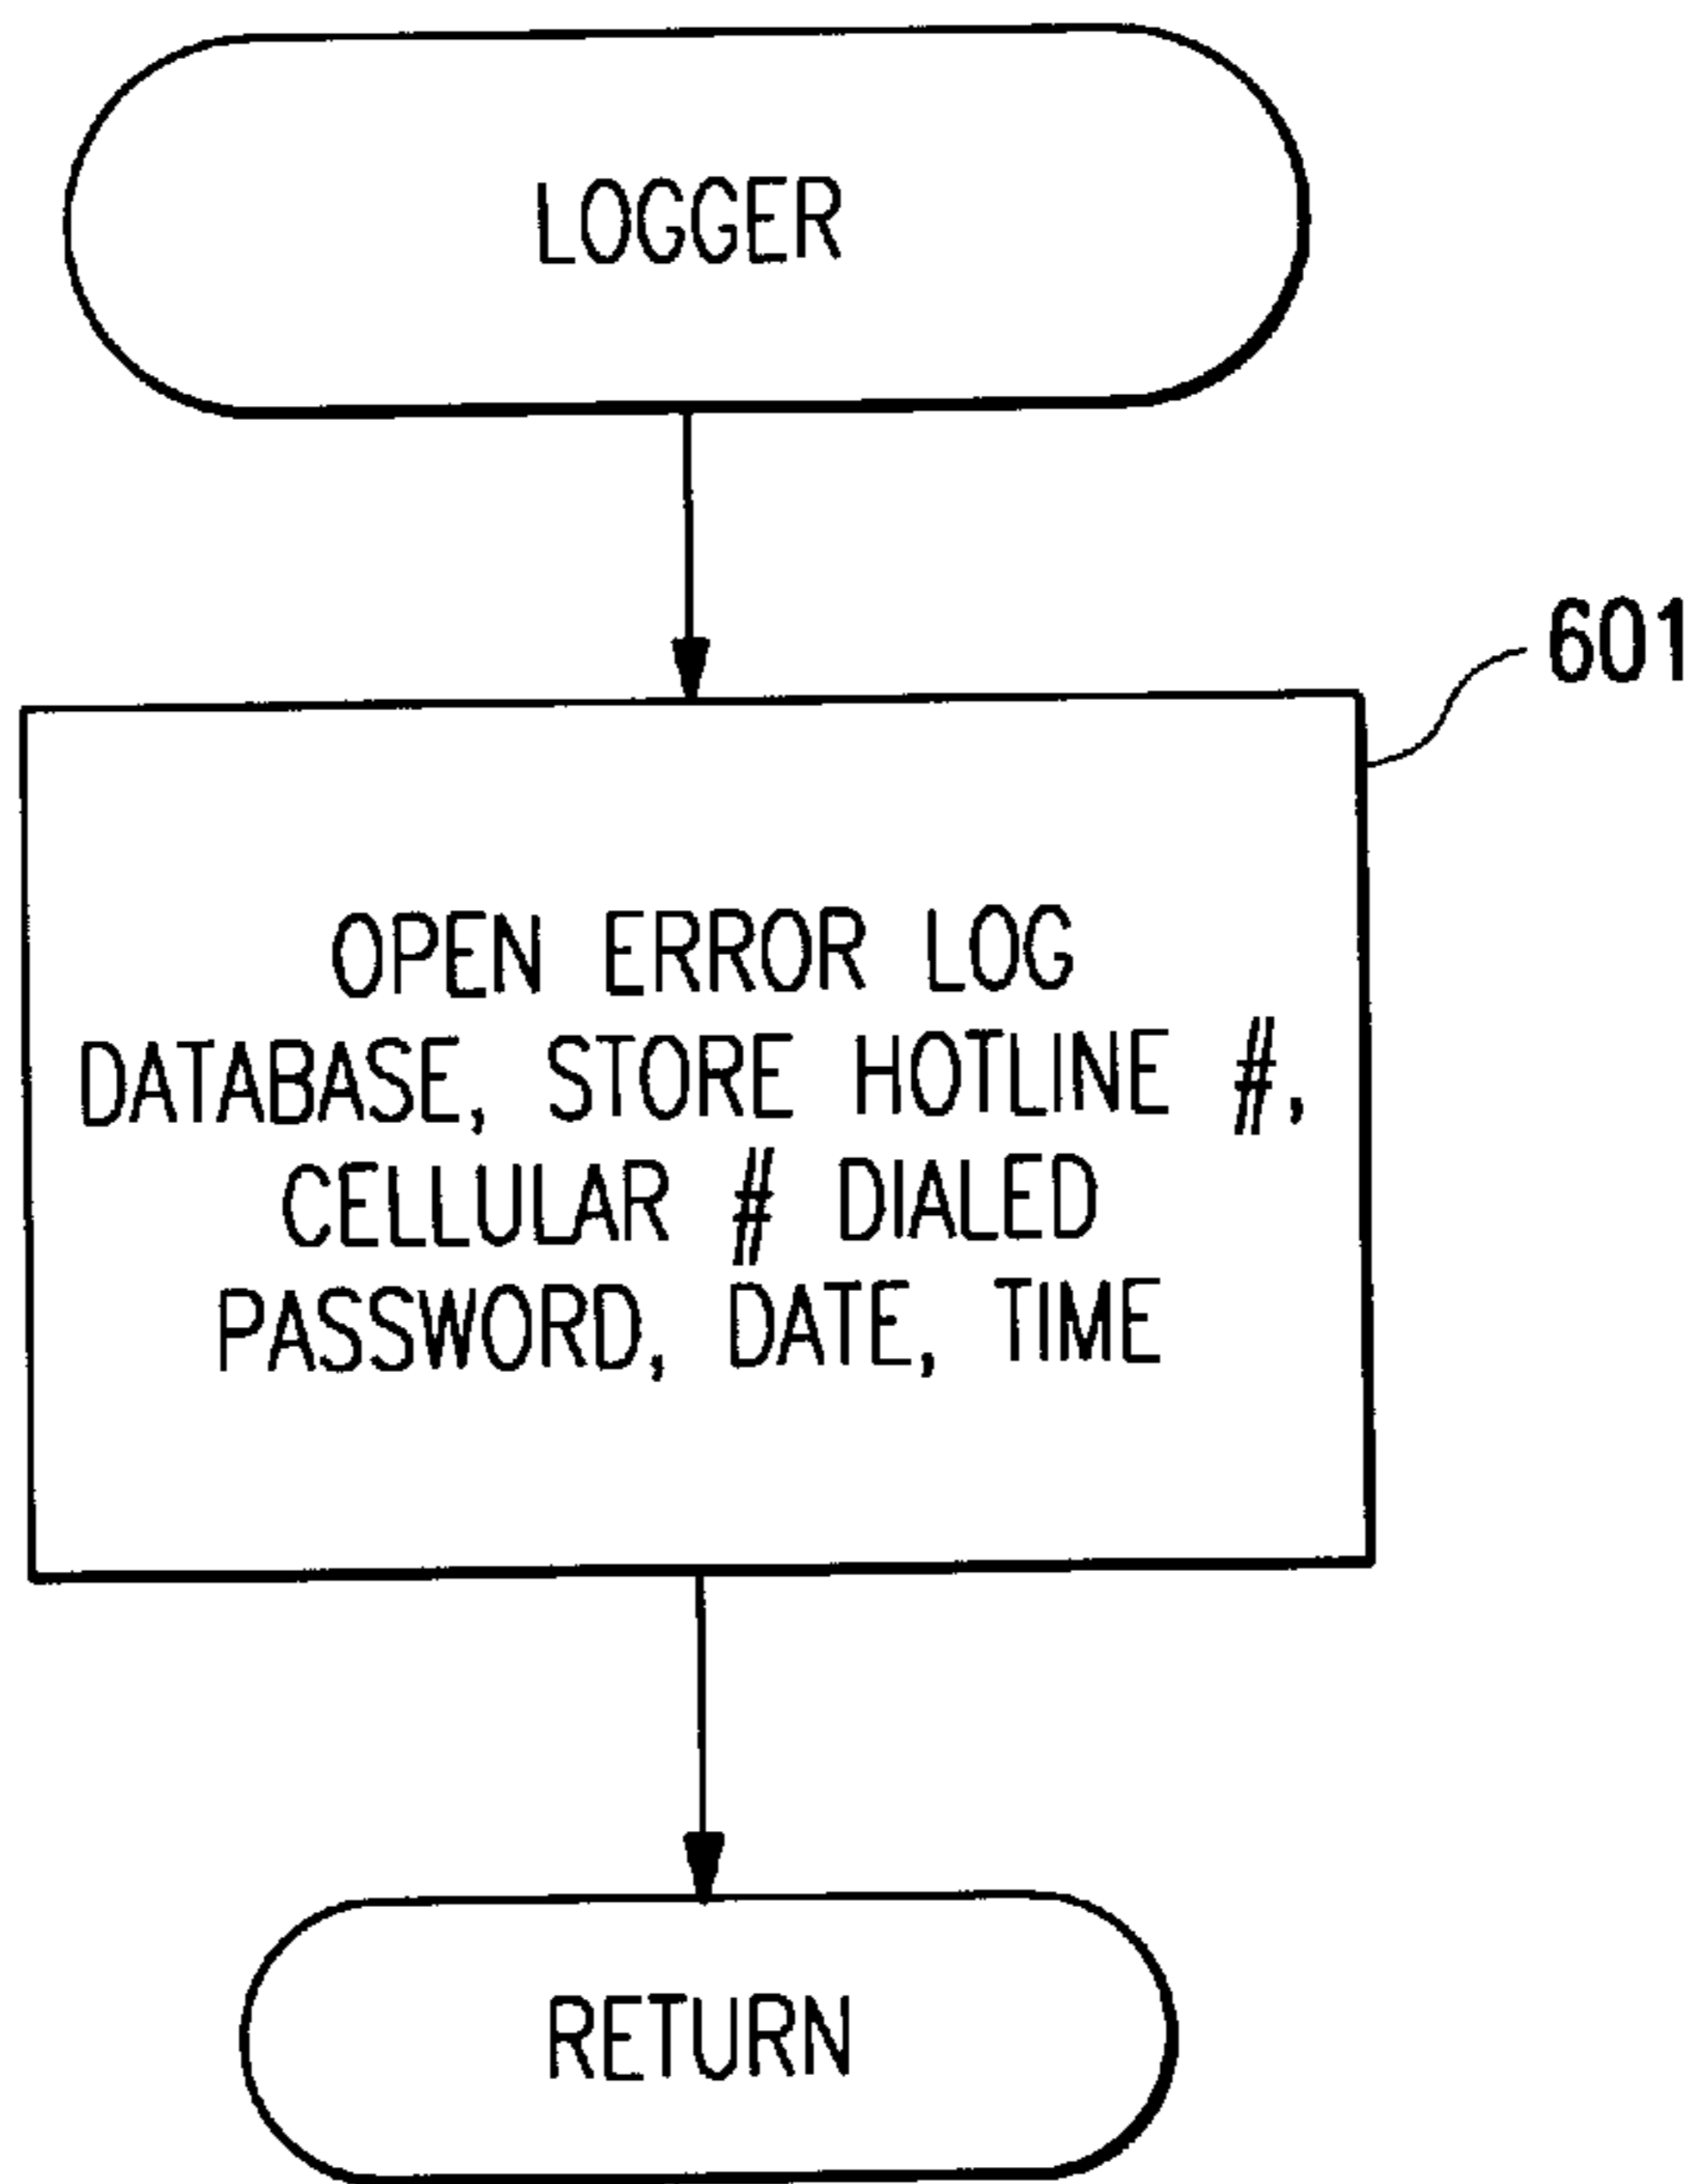 LOGGER
601
OPEN ERROR LOG
DATABASE, STORE HOTLINE #,
CELLULAR # DIALED
PASSWORD, DATE, TIME
RETURN